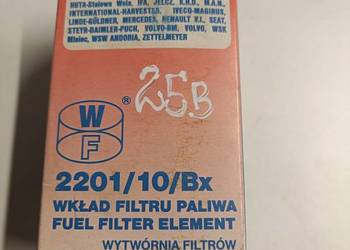 HUTA-Stalowa Wola, IFA, JELCZ, K.H.D., M.A.N.,
INTERNATIONAL-HARVESTER, IVECO-MAGIRUS,
LINDE-GÜLDNER, MERCEDES, RENAULT V.I., SEAT,
STEYR-DAIMLER-PUCH, VOLVO-BM, VOLVO, WSK
Mielec, WSW ANDORIA, ZETTELMEYER
25B
W
F
®
2201/10/Bx
WKŁAD FILTRU PALIWA
FUEL FILTER ELEMENT
WYTWÓRNIA FILTRÓW